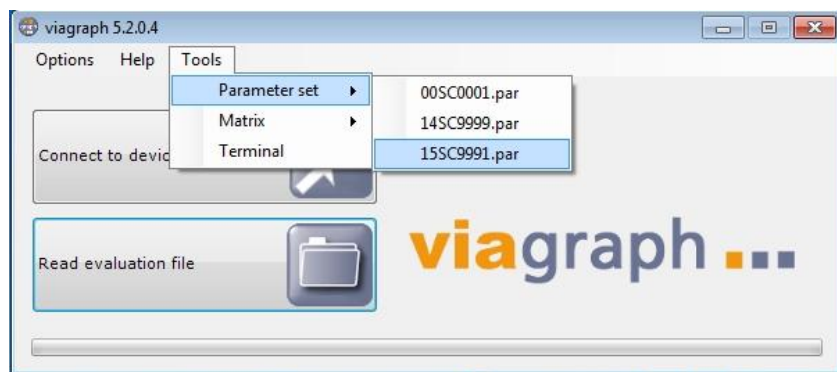 viagraph 5.2.0.4
Options Help Tools
Parameter set
Matrix
Terminal
00SC0001.par
14SC9999.par
15SC9991.par
Connect to devic
Read evaluation file
viagraph ...